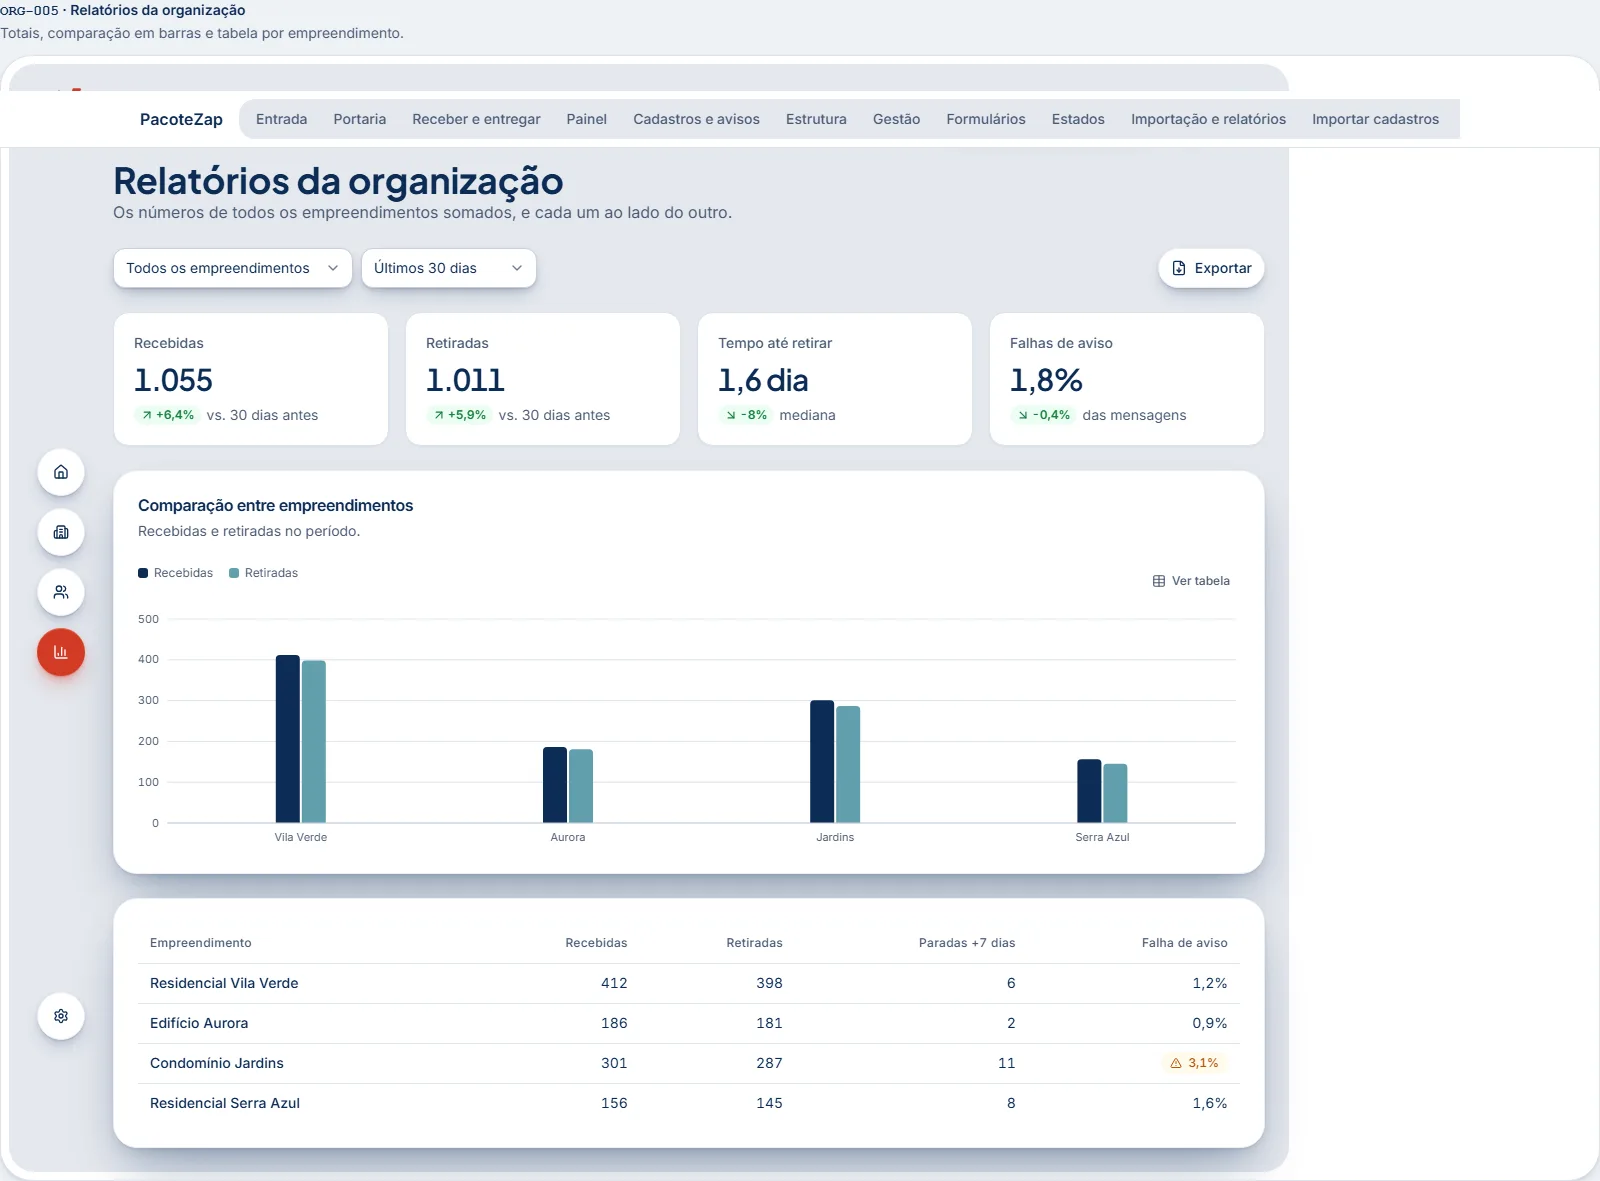 ORG-005 · Relatórios da organização
Totais, comparação em barras e tabela por empreendimento.
PacoteZap Entrada Portaria Receber e entregar Painel Cadastros e avisos Estrutura Gestão Formulários Estados Importação e relatórios Importar cadastros
Relatórios da organização
Os números de todos os empreendimentos somados, e cada um ao lado do outro.
Todos os empreendimentos Últimos 30 dias Exportar
Recebidas Retiradas Tempo até retirar Falhas de aviso
1.055 1.011 1,6 dia 1,8%
+6,4% vs. 30 dias antes +5,9% vs. 30 dias antes -8% mediana -0,4% das mensagens
Comparação entre empreendimentos
Recebidas e retiradas no período.
Recebidas Retiradas
Ver tabela
500
400
300
200
100
0
Vila Verde Aurora Jardins Serra Azul
Empreendimento Recebidas Retiradas Paradas +7 dias Falha de aviso
Residencial Vila Verde 412 398 6 1,2%
Edifício Aurora 186 181 2 0,9%
Condomínio Jardins 301 287 11 3,1%
Residencial Serra Azul 156 145 8 1,6%